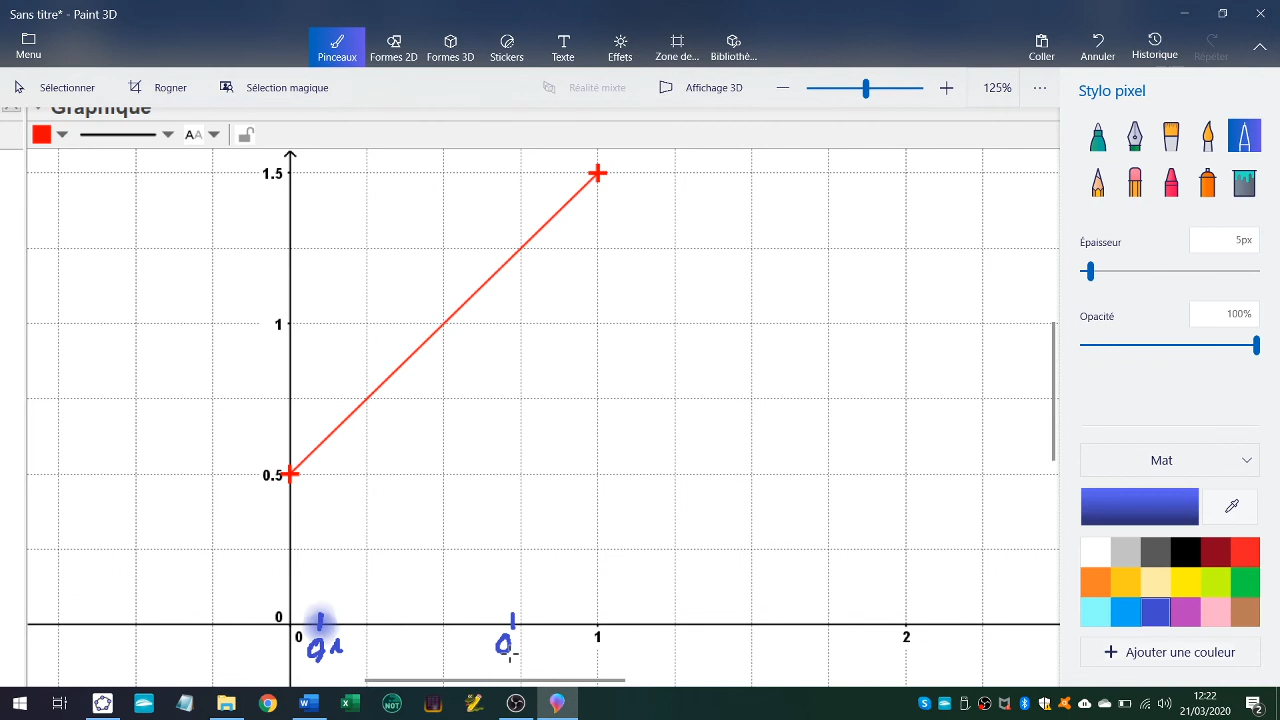 Sans titre* - Paint 3D
Menu
Pinceaux
Formes 2D
Formes 3D
Stickers
Texte
Effets
Zone de...
Bibliothè...
Coller
Annuler
Historique
Répéter
Sélectionner
Rogner
Sélection magique
Réalité mixte
Affichage 3D
125%
Stylo pixel
Graphique
AA
1.5
1
0.5
0
0
1
2
Épaisseur
5px
Opacité
100%
Mat
Ajouter une couleur
12:22
21/03/2020